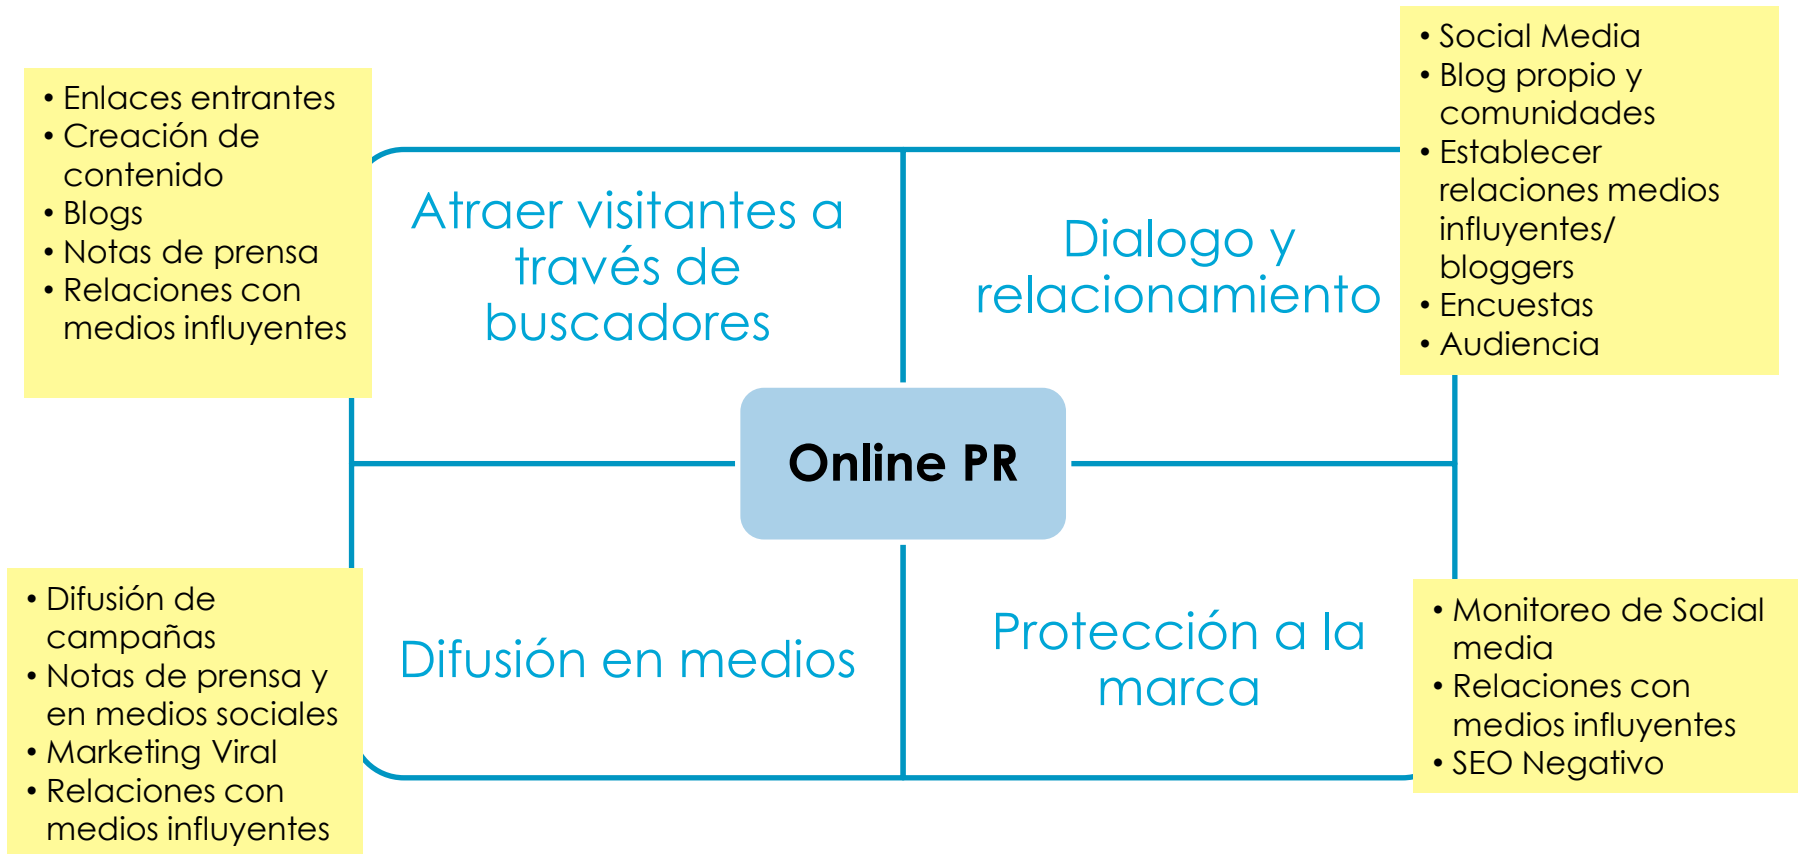 • Enlaces entrantes
• Creación de
contenido
• Blogs
• Notas de prensa
• Relaciones con
medios influyentes
Atraer visitantes a
través de
buscadores
Dialogo y
relacionamiento
• Social Media
• Blog propio y
comunidades
• Establecer
relaciones medios
influyentes/
bloggers
• Encuestas
• Audiencia
Online PR
• Difusión de
campañas
• Notas de prensa y
en medios sociales
• Marketing Viral
• Relaciones con
medios influyentes
Difusión en medios
Protección a la
marca
• Monitoreo de Social
media
• Relaciones con
medios influyentes
• SEO Negativo